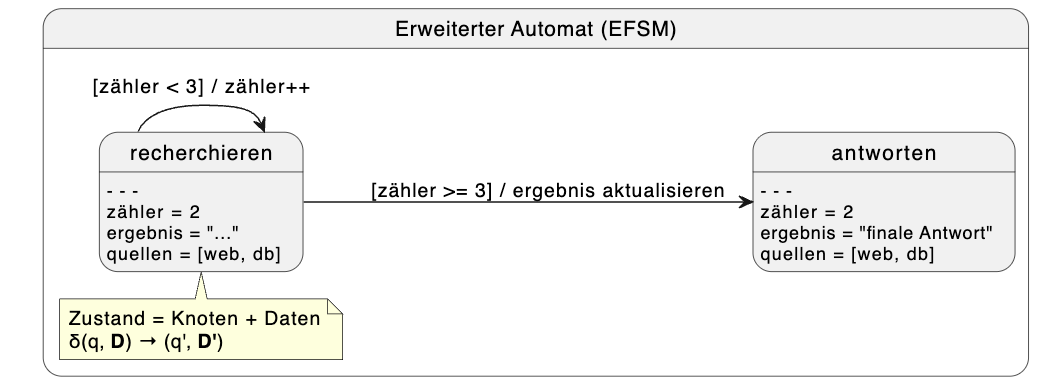 Erweiterter Automat (EFSM)
[zähler < 3] / zähler++
recherchieren
- - -
zähler = 2
ergebnis = "..."
quellen = [web, db]
[zähler >= 3] / ergebnis aktualisieren
antworten
- - -
zähler = 2
ergebnis = "finale Antwort"
quellen = [web, db]
Zustand = Knoten + Daten
δ(q, D) → (q', D')